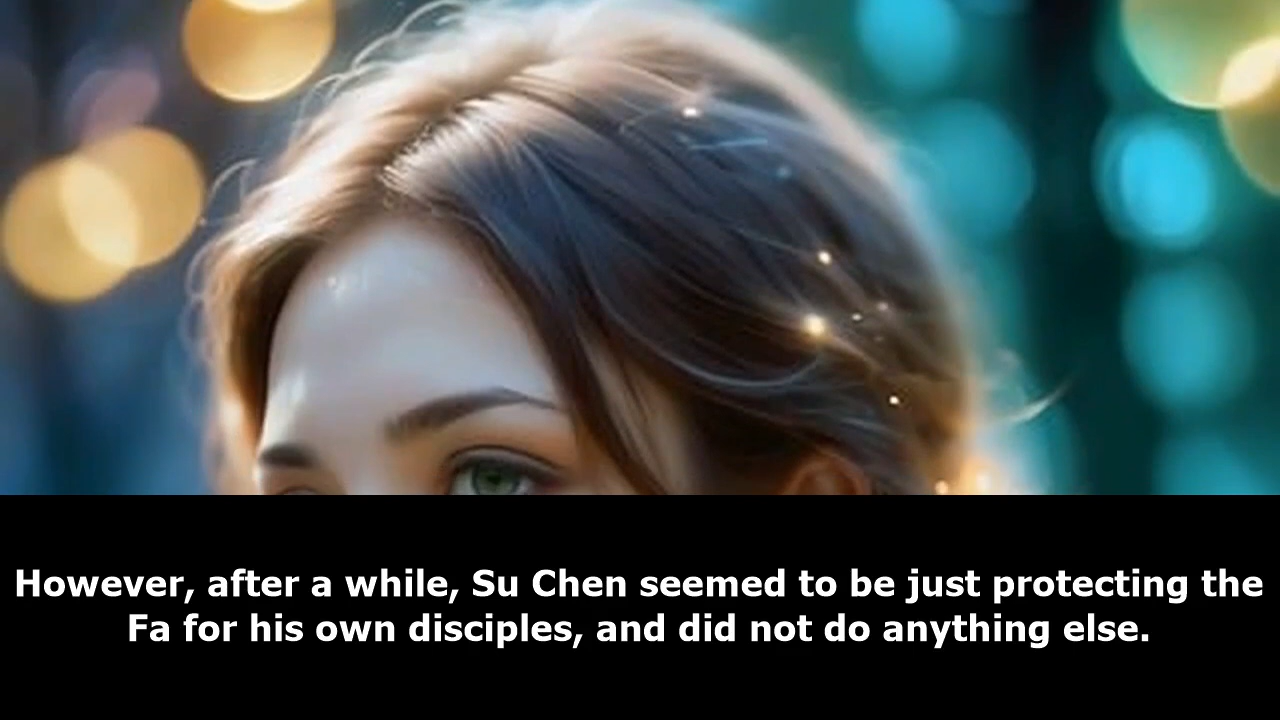 However, after a while, Su Chen seemed to be just protecting the
Fa for his own disciples, and did not do anything else.